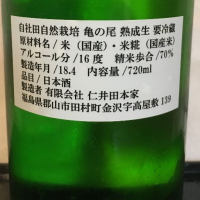 自社田自然栽培 亀の尾 熟成生 要冷蔵
原材料名/米(国産)・米糀(国産米)
アルコール分/16度 精米歩合/70%
製造年月/18.4 内容量/720ml
品目/日本酒
製造者 有限会社 仁井田本家
福島県郡山市田村町金沢字高屋敷 139